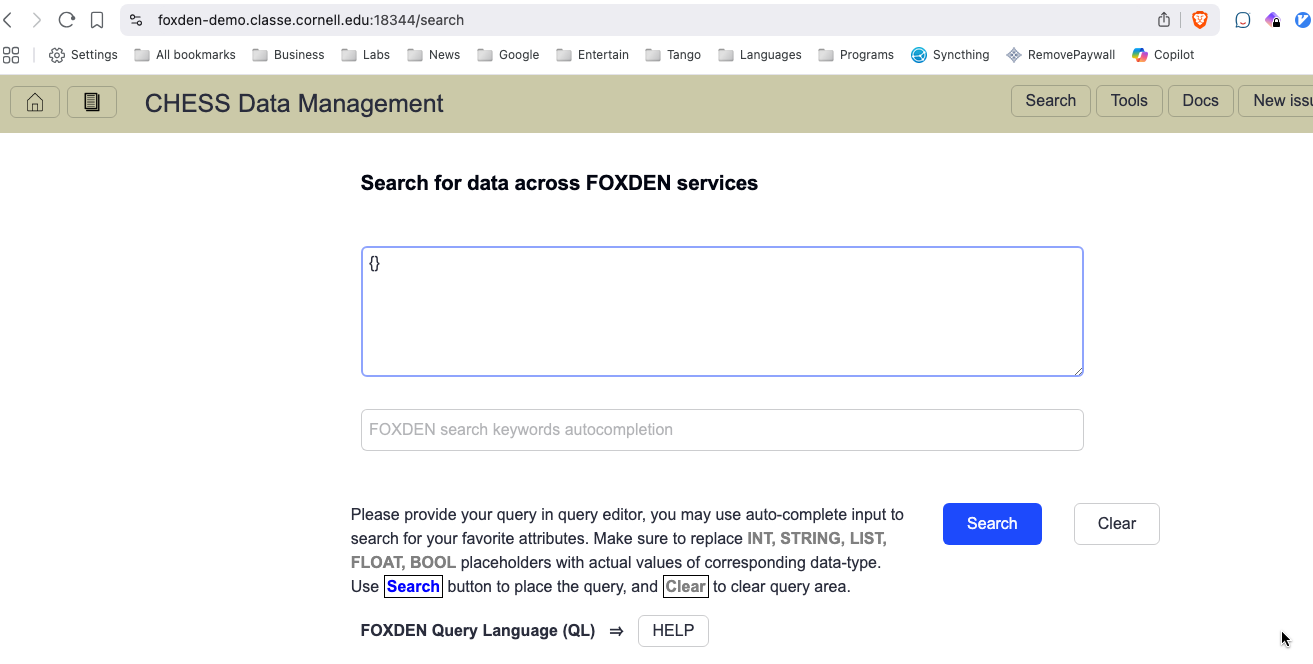 foxden-demo.classe.cornell.edu:18344/search
Settings All bookmarks Business Labs News Google Entertain Tango Languages Programs Syncthing RemovePaywall Copilot
CHESS Data Management Search Tools Docs New issu
Search for data across FOXDEN services
{}
FOXDEN search keywords autocompletion
Please provide your query in query editor, you may use auto-complete input to
search for your favorite attributes. Make sure to replace INT, STRING, LIST,
FLOAT, BOOL placeholders with actual values of corresponding data-type.
Use Search button to place the query, and Clear to clear query area.
Search Clear
FOXDEN Query Language (QL) ⇒ HELP